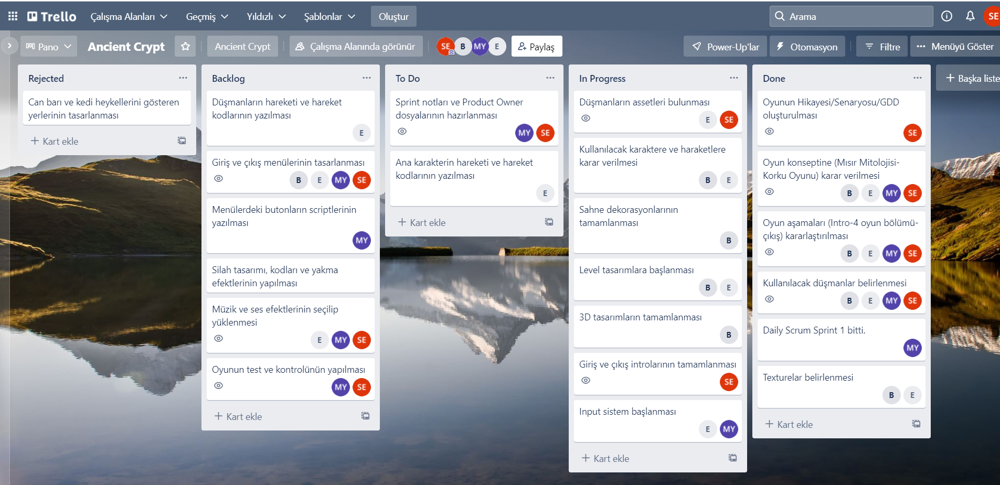 Trello
Çalışma Alanları
Geçmiş
Yıldızlı
Şablonlar
Oluştur
Arama
SE
Pano
Ancient Crypt
Ancient Crypt
Çalışma Alanında görünür
SE
B
MY
E
Paylaş
Power-Up'lar
Otomasyon
Filtre
Menüyü Göster
Rejected
Can barı ve kedi heykellerini gösteren
yerlerinin tasarlanması
+ Kart ekle
Backlog
Düşmanların hareketi ve hareket
kodlarının yazılması
E
Giriş ve çıkış menülerinin tasarlanması
B E MY SE
Menülerdeki butonların scriptlerinin
yazılması
MY
Silah tasarımı, kodları ve yakma
efektlerinin yapılması
Müzik ve ses efektlerinin seçilip
yüklenmesi
E MY SE
Oyunun test ve kontrolünün yapılması
MY SE
+ Kart ekle
To Do
Sprint notları ve Product Owner
dosyalarının hazırlanması
MY SE
Ana karakterin hareketi ve hareket
kodlarının yazılması
E
+ Kart ekle
In Progress
Düşmanların assetleri bulunması
E SE
Kullanılacak karaktere ve haraketlere
karar verilmesi
B E
Sahne dekorasyonlarının
tamamlanması
B
Level tasarımlara başlanması
B E
3D tasarımların tamamlanması
B
Giriş ve çıkış introlarının tamamlanması
SE
Input sistem başlanması
E MY
+ Kart ekle
Done
Oyunun Hikayesi/Senaryosu/GDD
oluşturulması
SE
Oyun konseptine (Mısır Mitolojisi-
Korku Oyunu) karar verilmesi
B E MY SE
Oyun aşamaları (Intro-4 oyun bölümü-
çıkış) kararlaştırılması
B E MY SE
Kullanılacak düşmanlar belirlenmesi
B E MY SE
Daily Scrum Sprint 1 bitti.
MY
Texturelar belirlenmesi
B E
+ Kart ekle
+ Başka liste